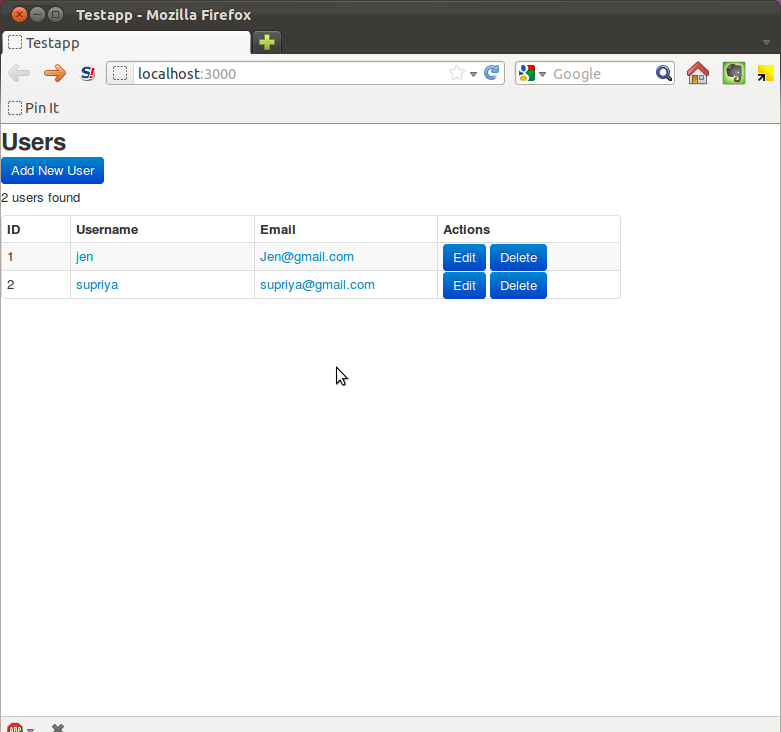 Testapp - Mozilla Firefox
Testapp
S! localhost:3000 Google
Pin It
Users
Add New User
2 users found
ID Username Email Actions
1 jen Jen@gmail.com Edit Delete
2 supriya supriya@gmail.com Edit Delete
ABP